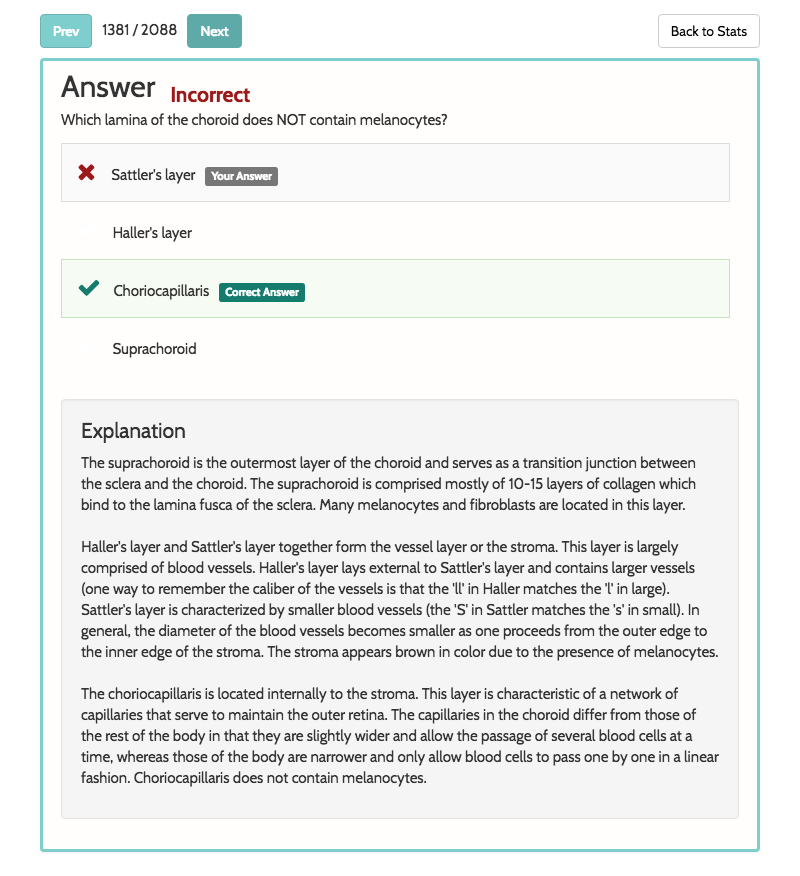 Prev 1381 / 2088 Next Back to Stats
Answer Incorrect
Which lamina of the choroid does NOT contain melanocytes?
Sattler's layer Your Answer
Haller's layer
Choriocapillaris Correct Answer
Suprachoroid
Explanation
The suprachoroid is the outermost layer of the choroid and serves as a transition junction between
the sclera and the choroid. The suprachoroid is comprised mostly of 10-15 layers of collagen which
bind to the lamina fusca of the sclera. Many melanocytes and fibroblasts are located in this layer.
Haller's layer and Sattler's layer together form the vessel layer or the stroma. This layer is largely
comprised of blood vessels. Haller's layer lays external to Sattler's layer and contains larger vessels
(one way to remember the caliber of the vessels is that the 'll' in Haller matches the 'l' in large).
Sattler's layer is characterized by smaller blood vessels (the 'S' in Sattler matches the 's' in small). In
general, the diameter of the blood vessels becomes smaller as one proceeds from the outer edge to
the inner edge of the stroma. The stroma appears brown in color due to the presence of melanocytes.
The choriocapillaris is located internally to the stroma. This layer is characteristic of a network of
capillaries that serve to maintain the outer retina. The capillaries in the choroid differ from those of
the rest of the body in that they are slightly wider and allow the passage of several blood cells at a
time, whereas those of the body are narrower and only allow blood cells to pass one by one in a linear
fashion. Choriocapillaris does not contain melanocytes.